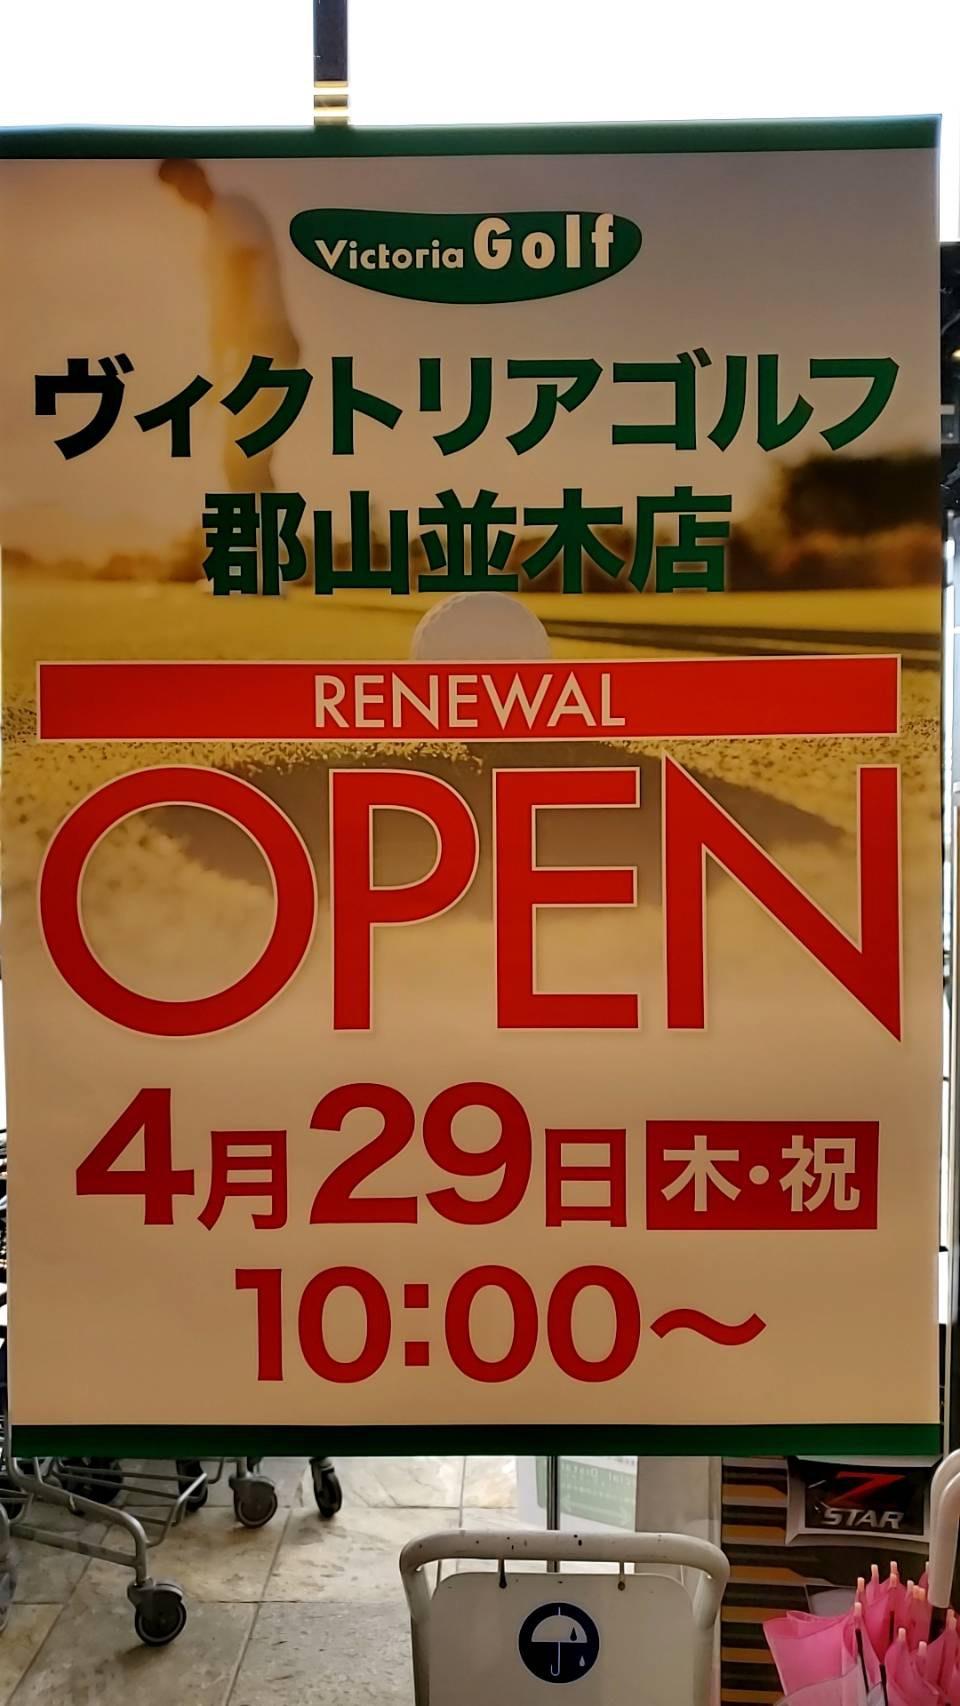 Victoria Golf
ヴィクトリアゴルフ
郡山並木店
RENEWAL
OPEN
4月29日 木・祝
10:00～
Z
STAR